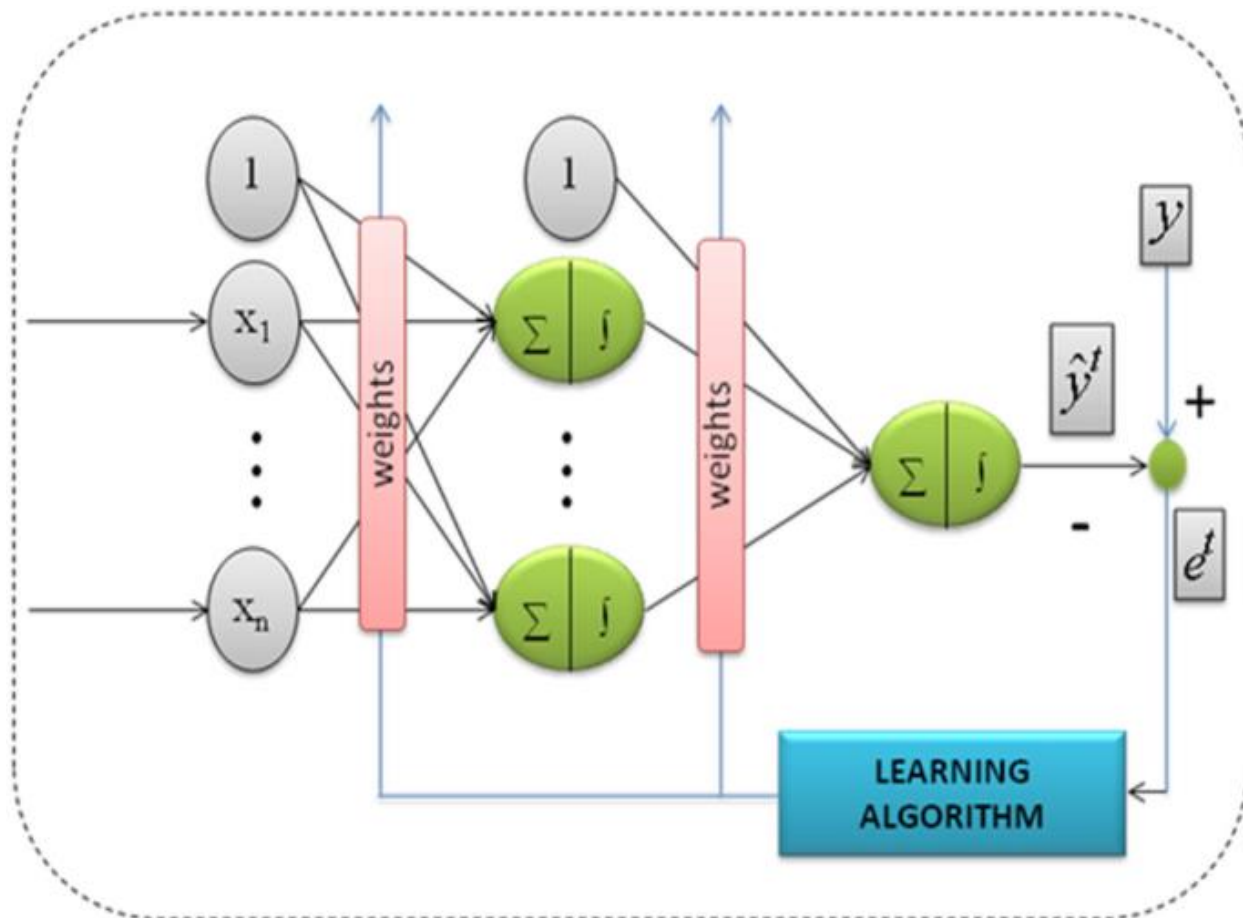 1
1
y
x₁
∑ ∫
weights
weights
ŷᵗ
+
∑ ∫
-
eᵗ
xₙ
∑ ∫
LEARNING
ALGORITHM